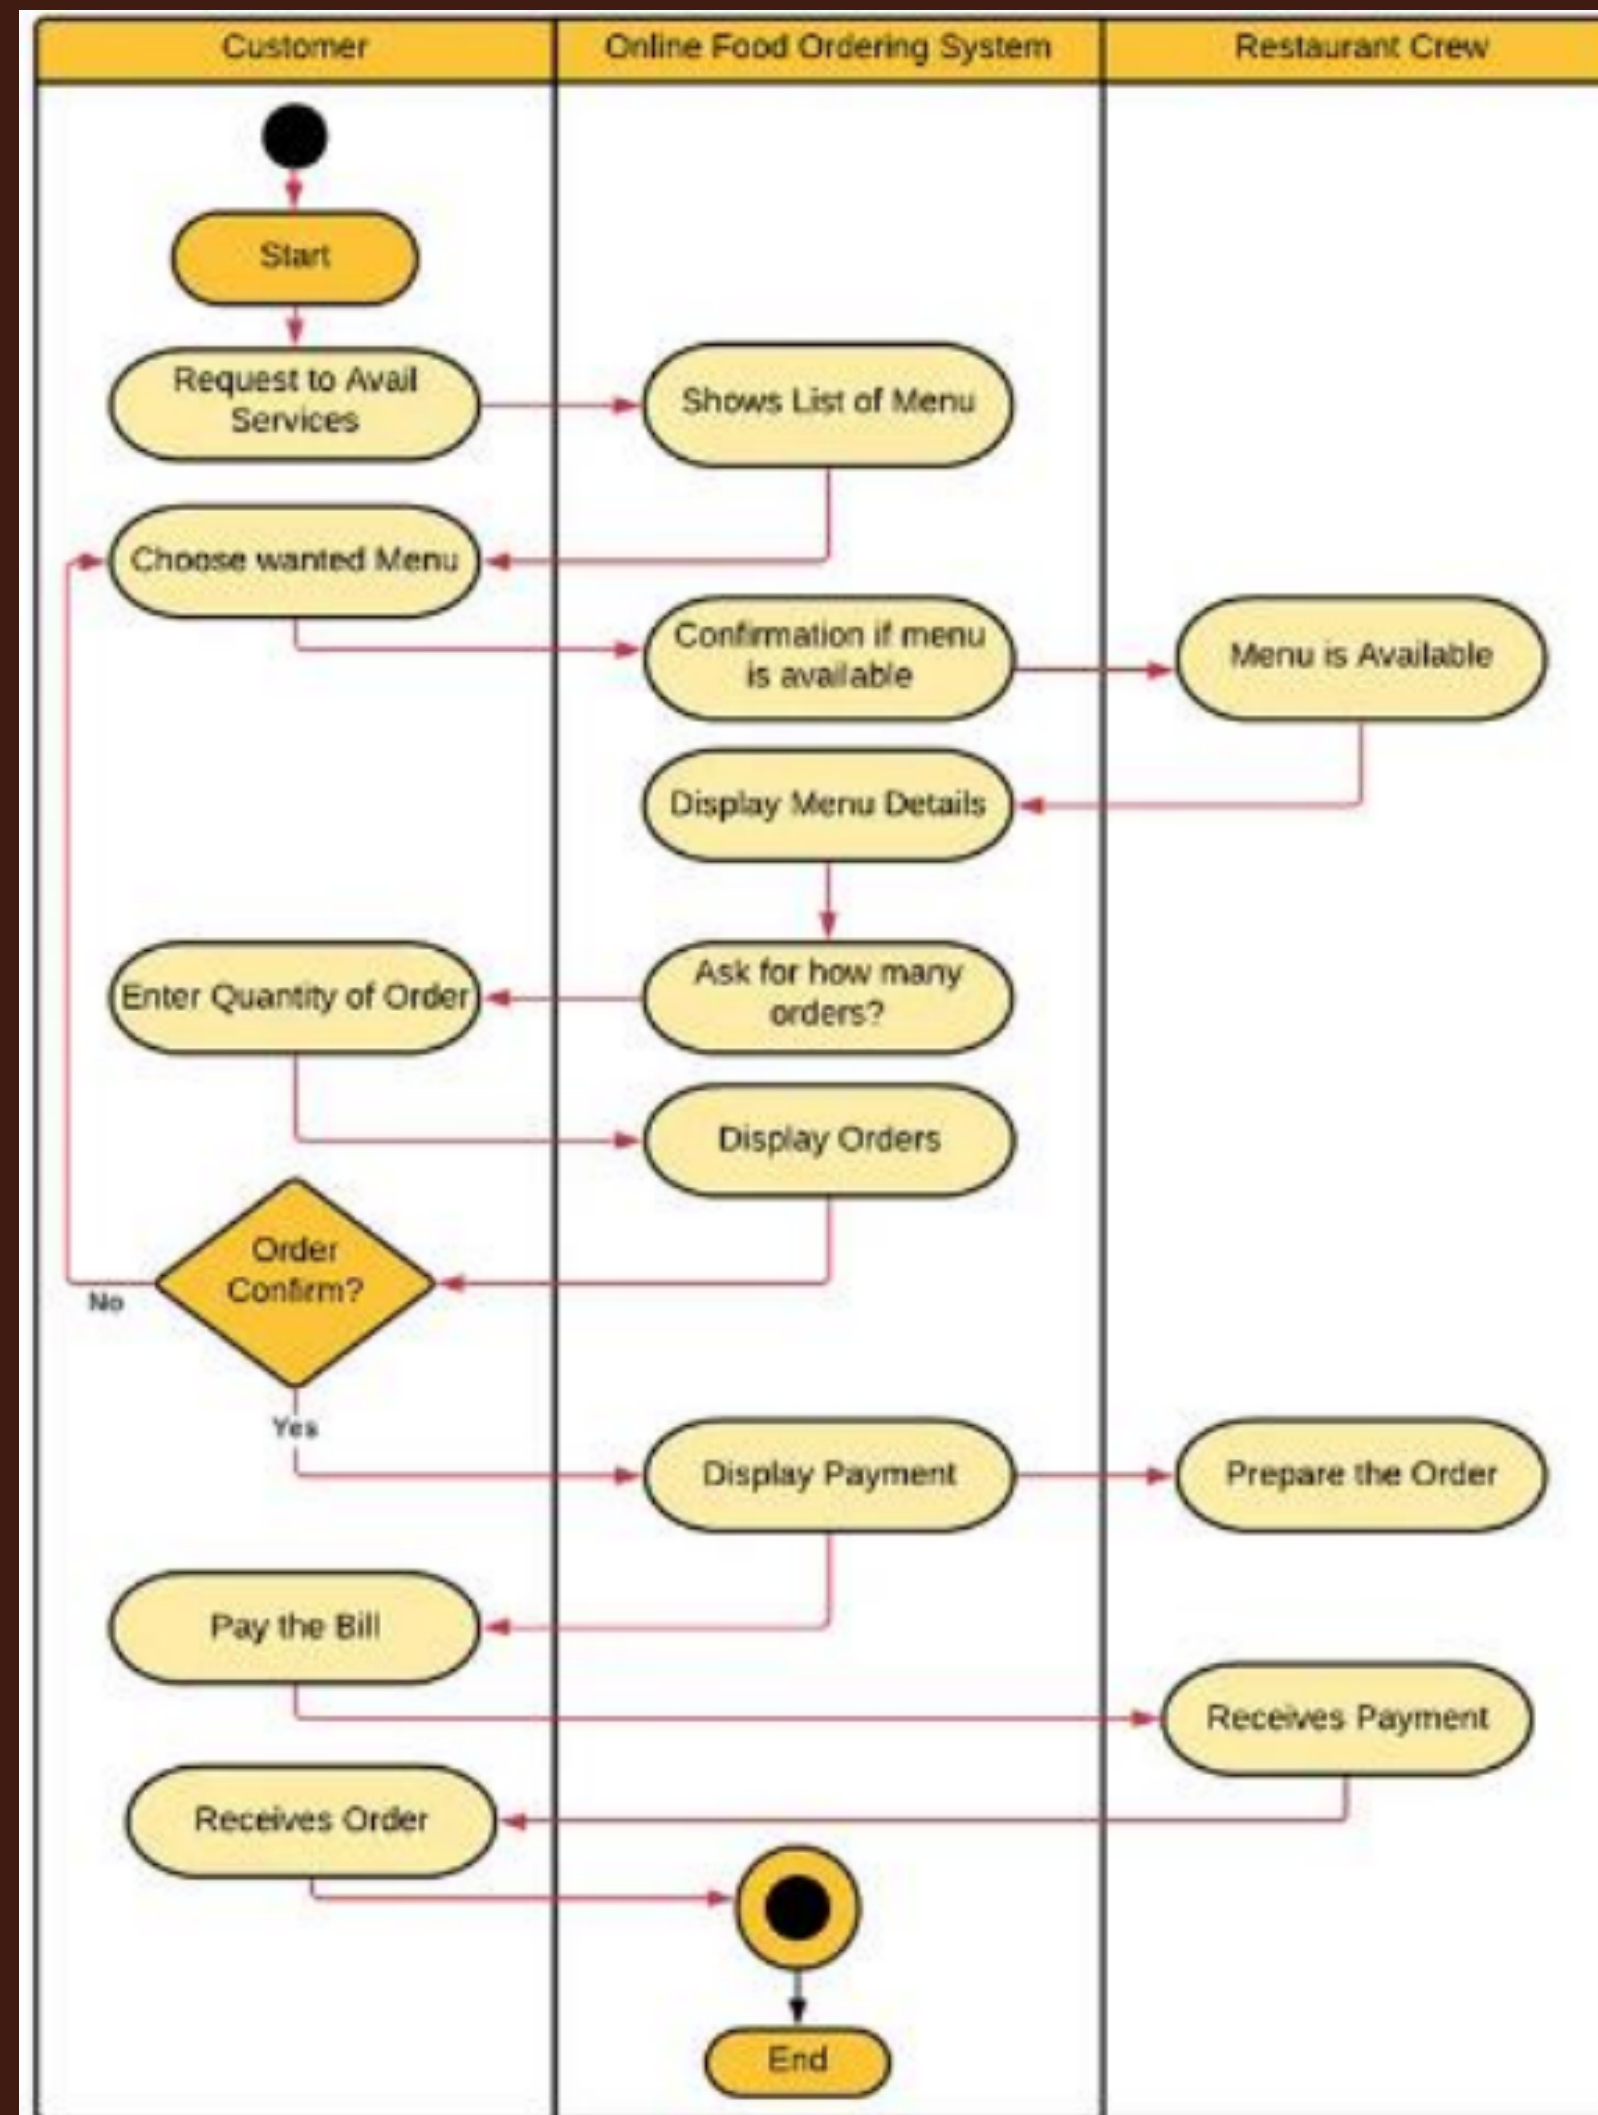 Customer
Online Food Ordering System
Restaurant Crew
Start
Request to Avail
Services
Shows List of Menu
Choose wanted Menu
Confirmation if menu
is available
Menu is Available
Display Menu Details
Ask for how many
orders?
Enter Quantity of Order
Display Orders
Order
Confirm?
No
Yes
Display Payment
Prepare the Order
Pay the Bill
Receives Payment
Receives Order
End